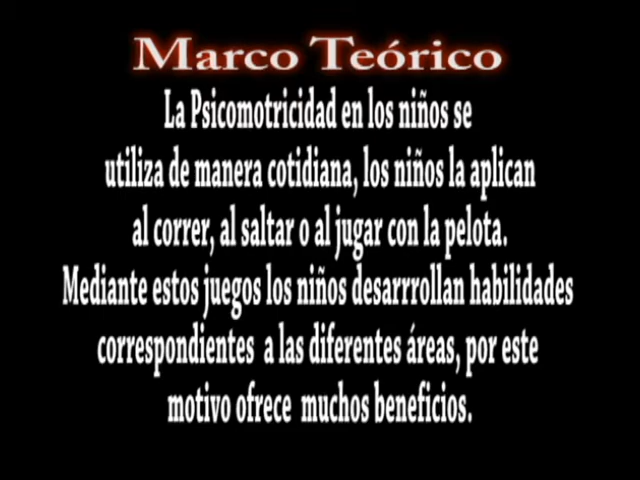 Marco Teórico
La Psicomotricidad en los niños se
utiliza de manera cotidiana, los niños la aplican
al correr, al saltar o al jugar con la pelota.
Mediante estos juegos los niños desarrrollan habilidades
correspondientes  a las diferentes áreas, por este
motivo ofrece  muchos beneficios.